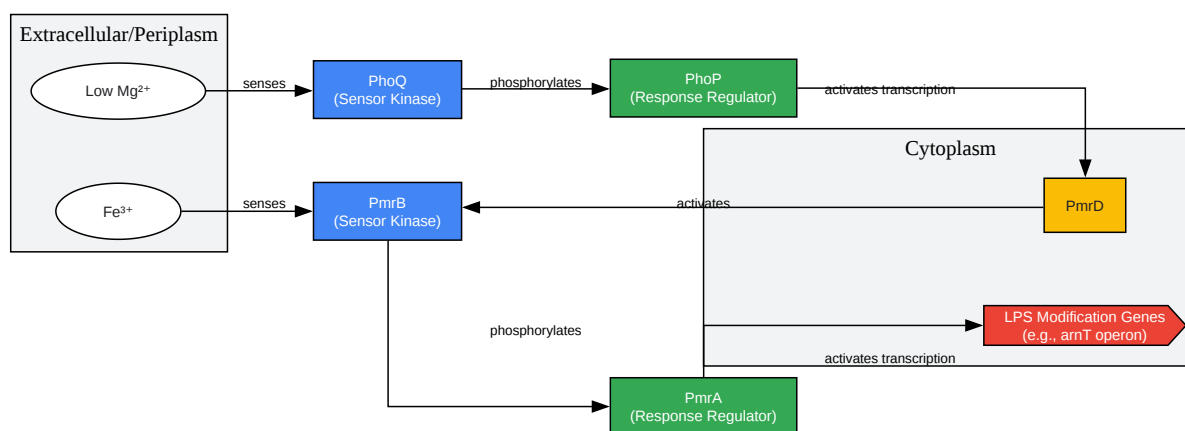 Extracellular/Periplasm
Low Mg²⁺
senses
PhoQ
(Sensor Kinase)
phosphorylates
PhoP
(Response Regulator)
activates transcription
Cytoplasm
Fe³⁺
senses
PmrB
(Sensor Kinase)
activates
PmrD
phosphorylates
LPS Modification Genes
(e.g., arnT operon)
activates transcription
PmrA
(Response Regulator)